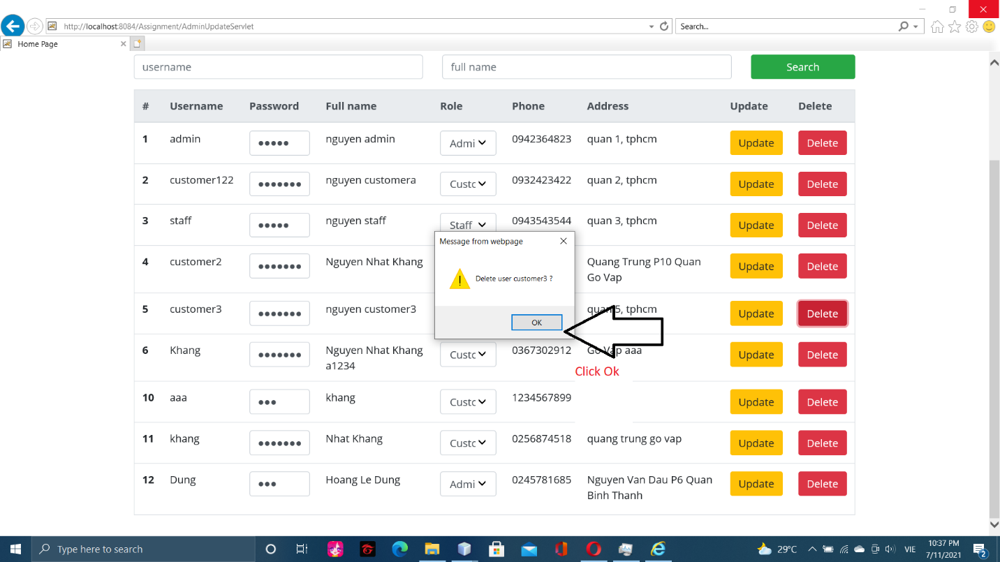 http://localhost:8084/Assignment/AdminUpdateServlet
Search...
Home Page
username
full name
Search
# Username Password Full name Role Phone Address Update Delete
1 admin ●●●●● nguyen admin Admi 0942364823 quan 1, tphcm Update Delete
2 customer122 ●●●●●●● nguyen customera Custc 0932423422 quan 2, tphcm Update Delete
3 staff ●●●●● nguyen staff Staff 0943543544 quan 3, tphcm Update Delete
4 customer2 ●●●●●●● Nguyen Nhat Khang Quang Trung P10 Quan Update Delete
Go Vap
5 customer3 ●●●●●●● nguyen customer3 quan 5, tphcm Update Delete
6 Khang ●●●●●●● Nguyen Nhat Khang Custc 0367302912 Go Vap aaa Update Delete
a1234
10 aaa ●●● khang Custc 1234567899 Update Delete
11 khang ●●●●●●● Nhat Khang Custc 0256874518 quang trung go vap Update Delete
12 Dung ●●● Hoang Le Dung Admi 0245781685 Nguyen Van Dau P6 Quan Update Delete
Binh Thanh
Message from webpage
Delete user customer3 ?
OK
Click Ok
Type here to search
29°C
VIE
10:37 PM
7/11/2021
2